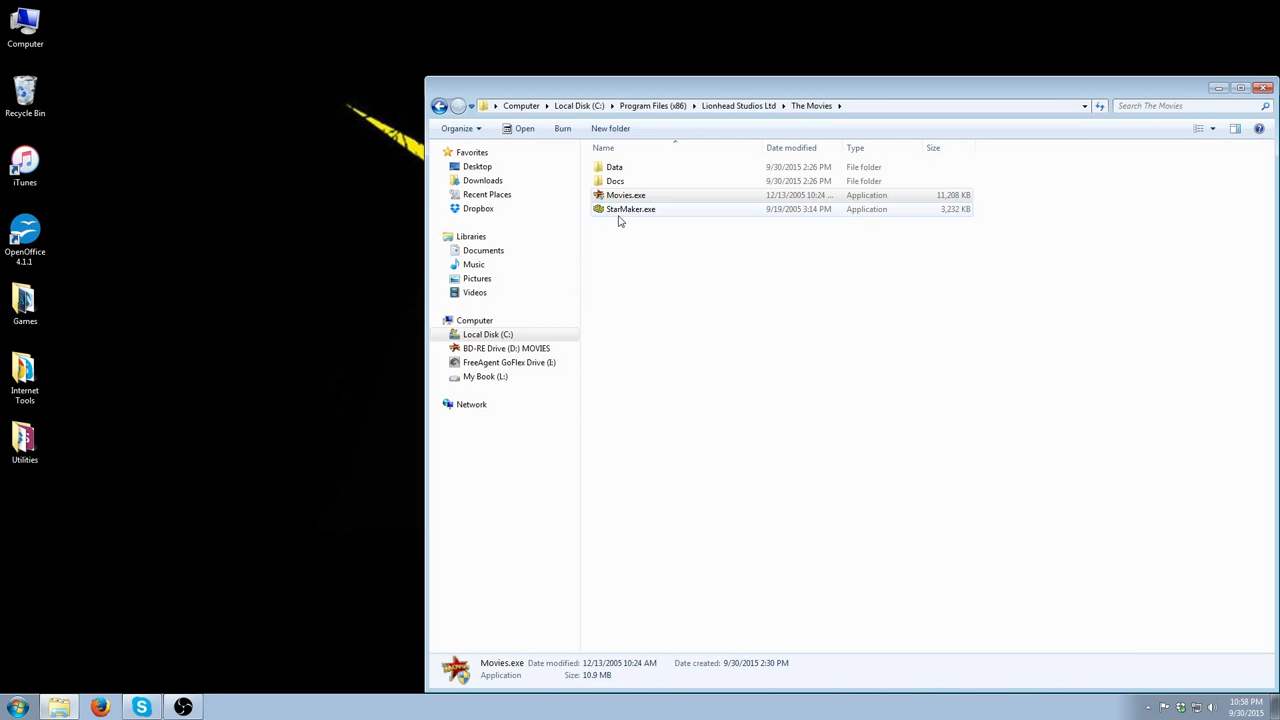 Computer
Recycle Bin
iTunes
OpenOffice
4.1.1
Games
Internet
Tools
Utilities
Computer Local Disk (C:) Program Files (x86) Lionhead Studios Ltd The Movies
Search The Movies
Organize Open Burn New folder
Favorites
Desktop
Downloads
Recent Places
Dropbox
Libraries
Documents
Music
Pictures
Videos
Computer
Local Disk (C:)
BD-RE Drive (D:) MOVIES
FreeAgent GoFlex Drive (I:)
My Book (L:)
Network
Name Date modified Type Size
Data 9/30/2015 2:26 PM File folder
Docs 9/30/2015 2:26 PM File folder
Movies.exe 12/13/2005 10:24 ... Application 11,208 KB
StarMaker.exe 9/19/2005 3:14 PM Application 3,232 KB
Movies.exe Date modified: 12/13/2005 10:24 AM Date created: 9/30/2015 2:30 PM
Application Size: 10.9 MB
10:58 PM
9/30/2015